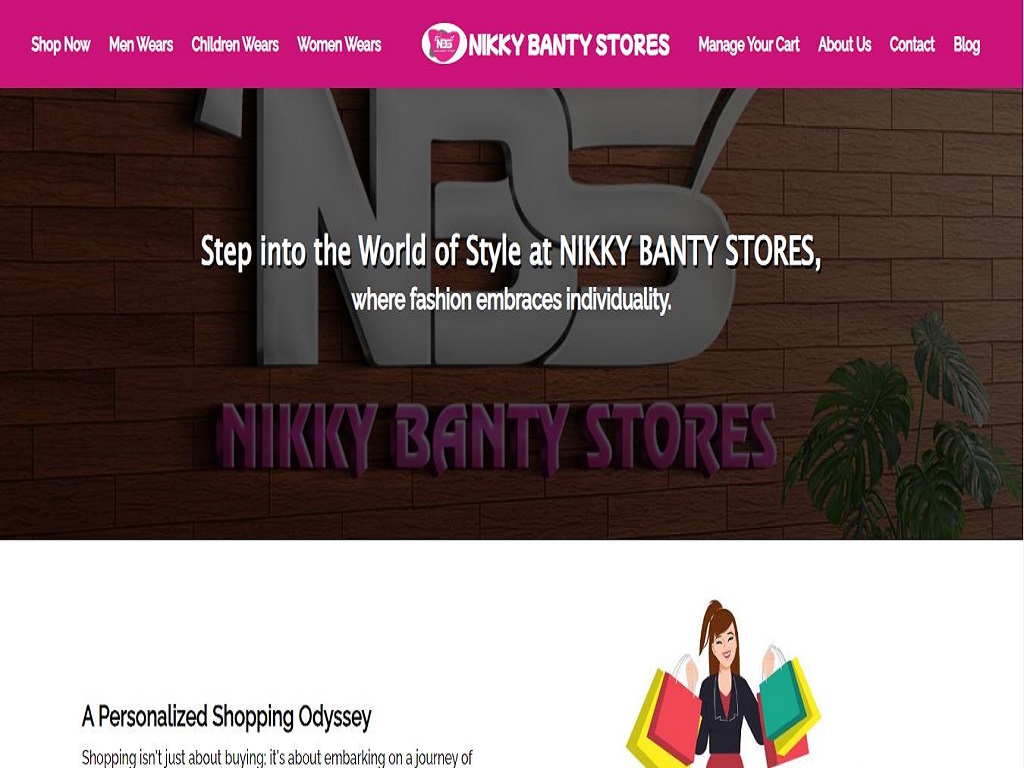 Shop Now Men Wears Children Wears Women Wears NBS NIKKY BANTY STORES Manage Your Cart About Us Contact Blog
NBS
Step into the World of Style at NIKKY BANTY STORES,
where fashion embraces individuality.
NIKKY BANTY STORES
A Personalized Shopping Odyssey
Shopping isn't just about buying; it's about embarking on a journey of